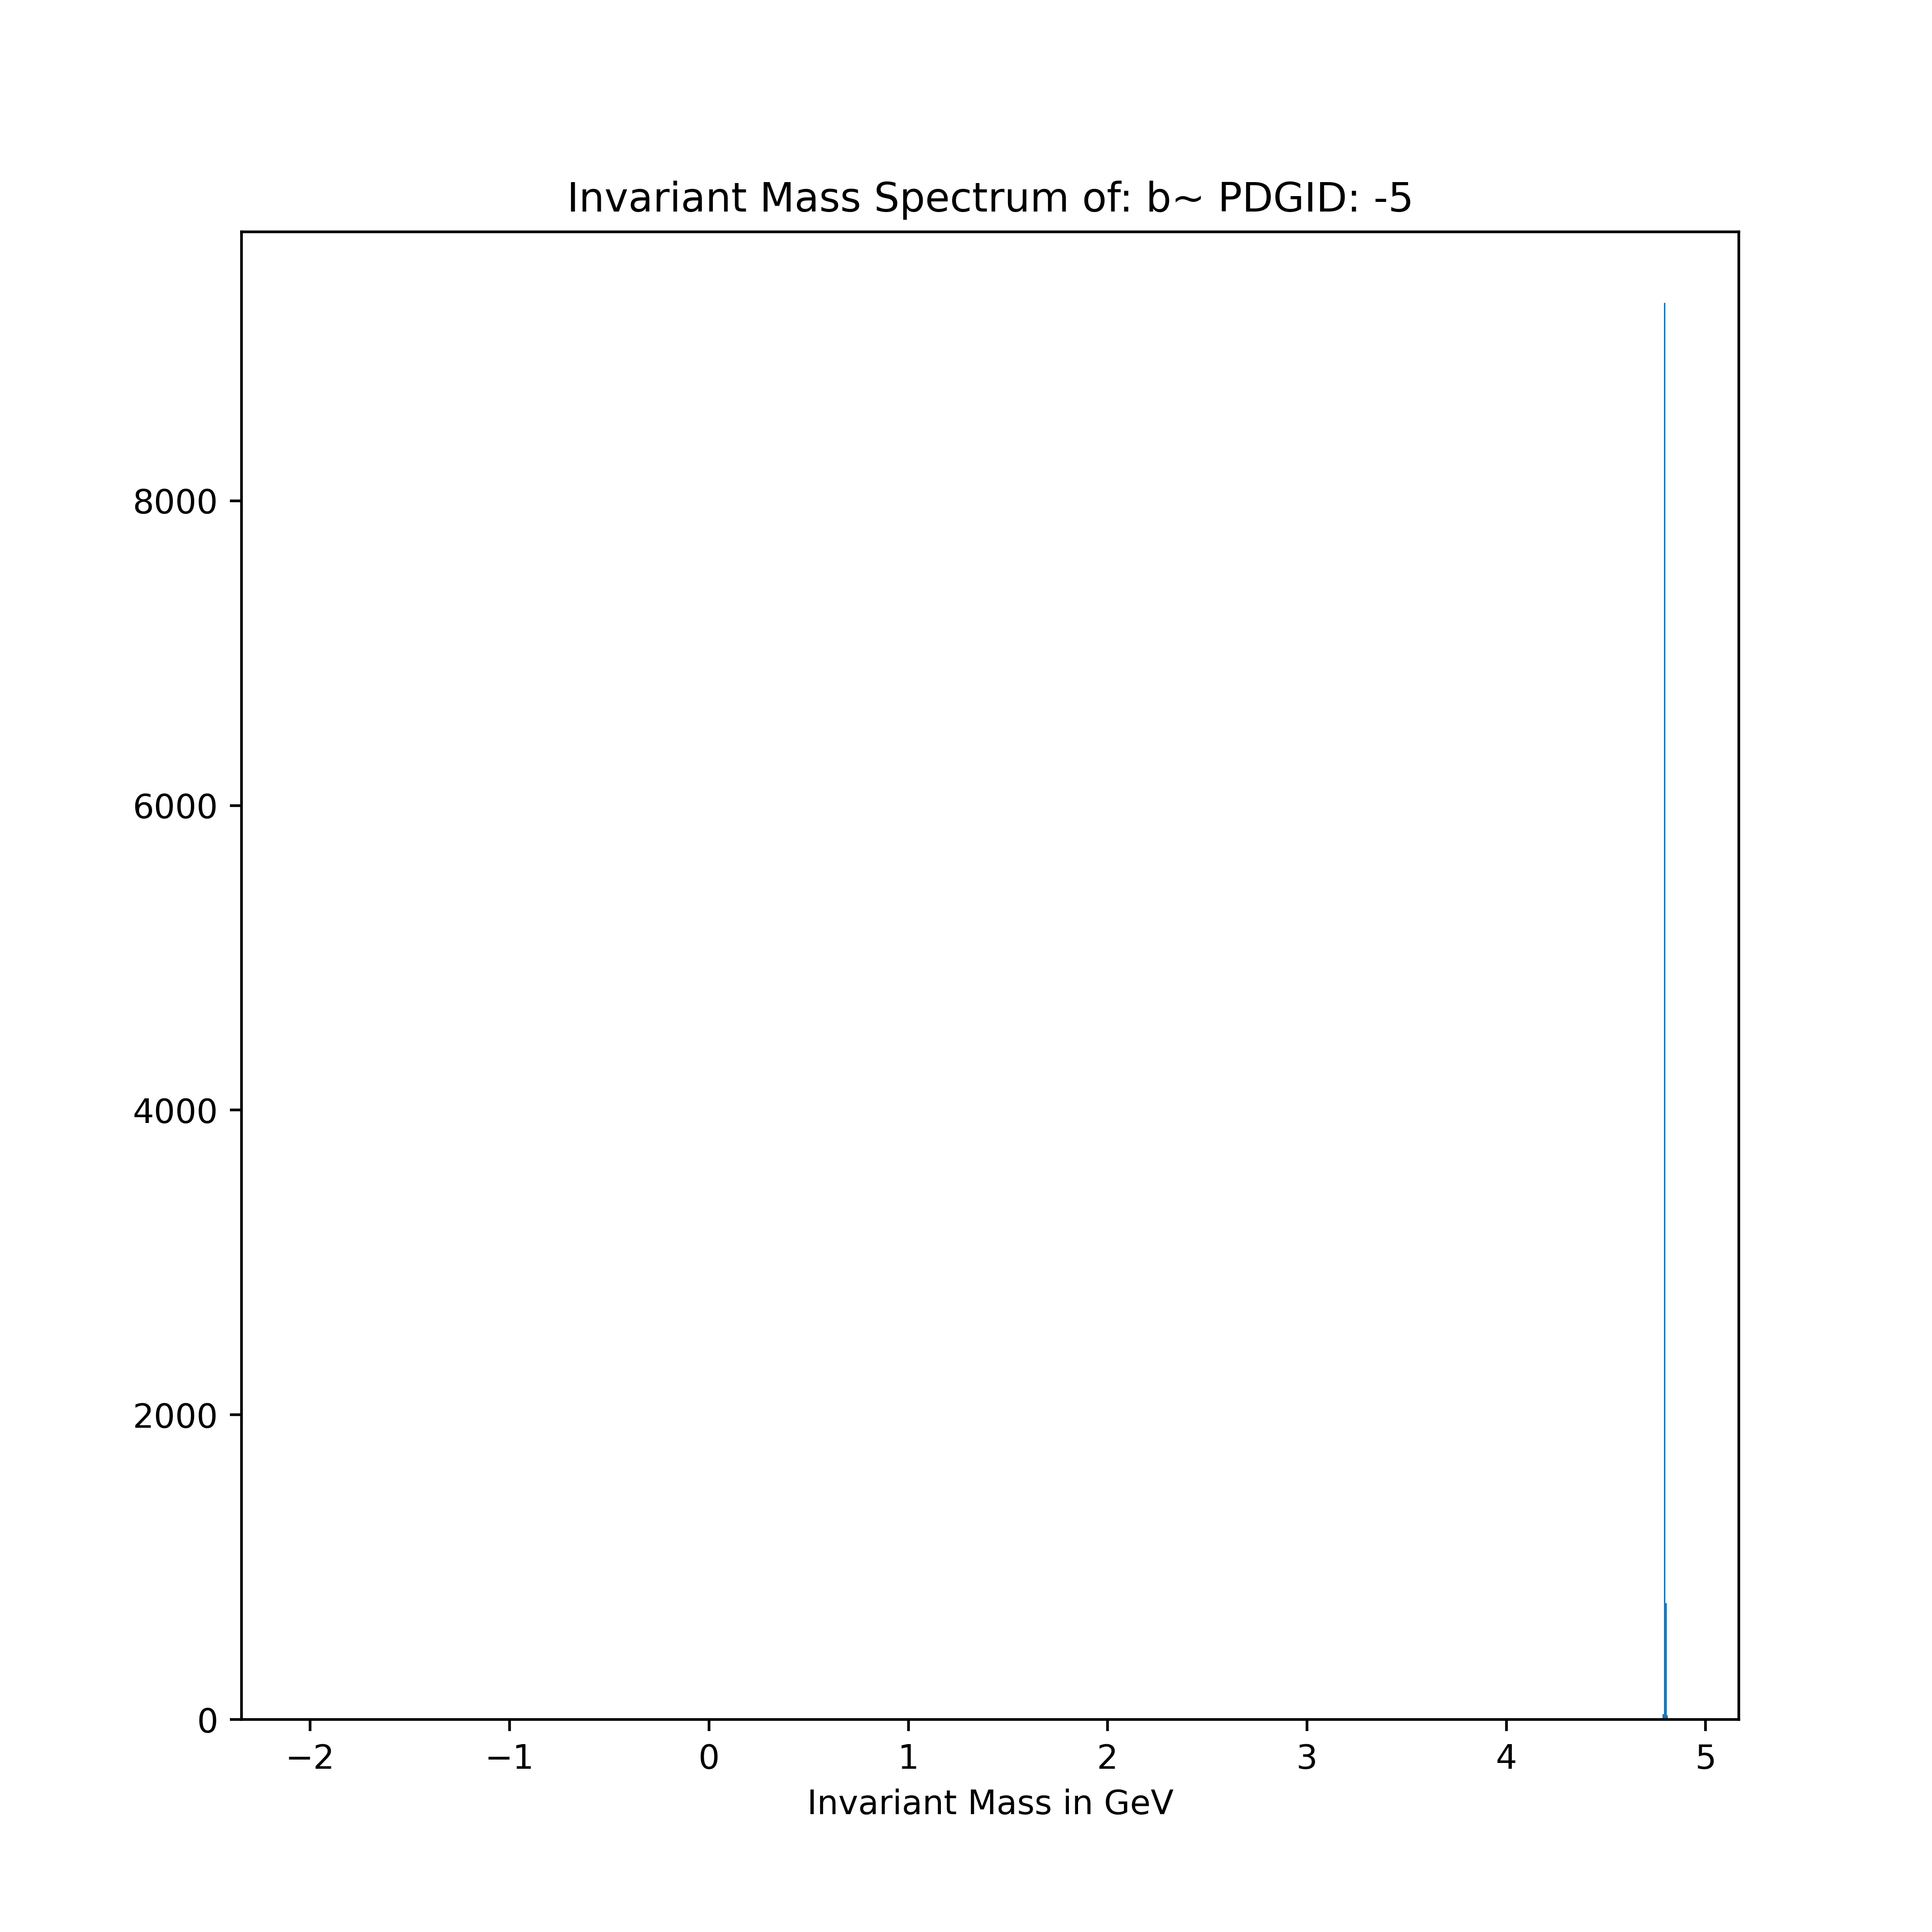 Invariant Mass Spectrum of: b~ PDGID: -5
8000
6000
4000
2000
0
−2 −1 0 1 2 3 4 5
Invariant Mass in GeV